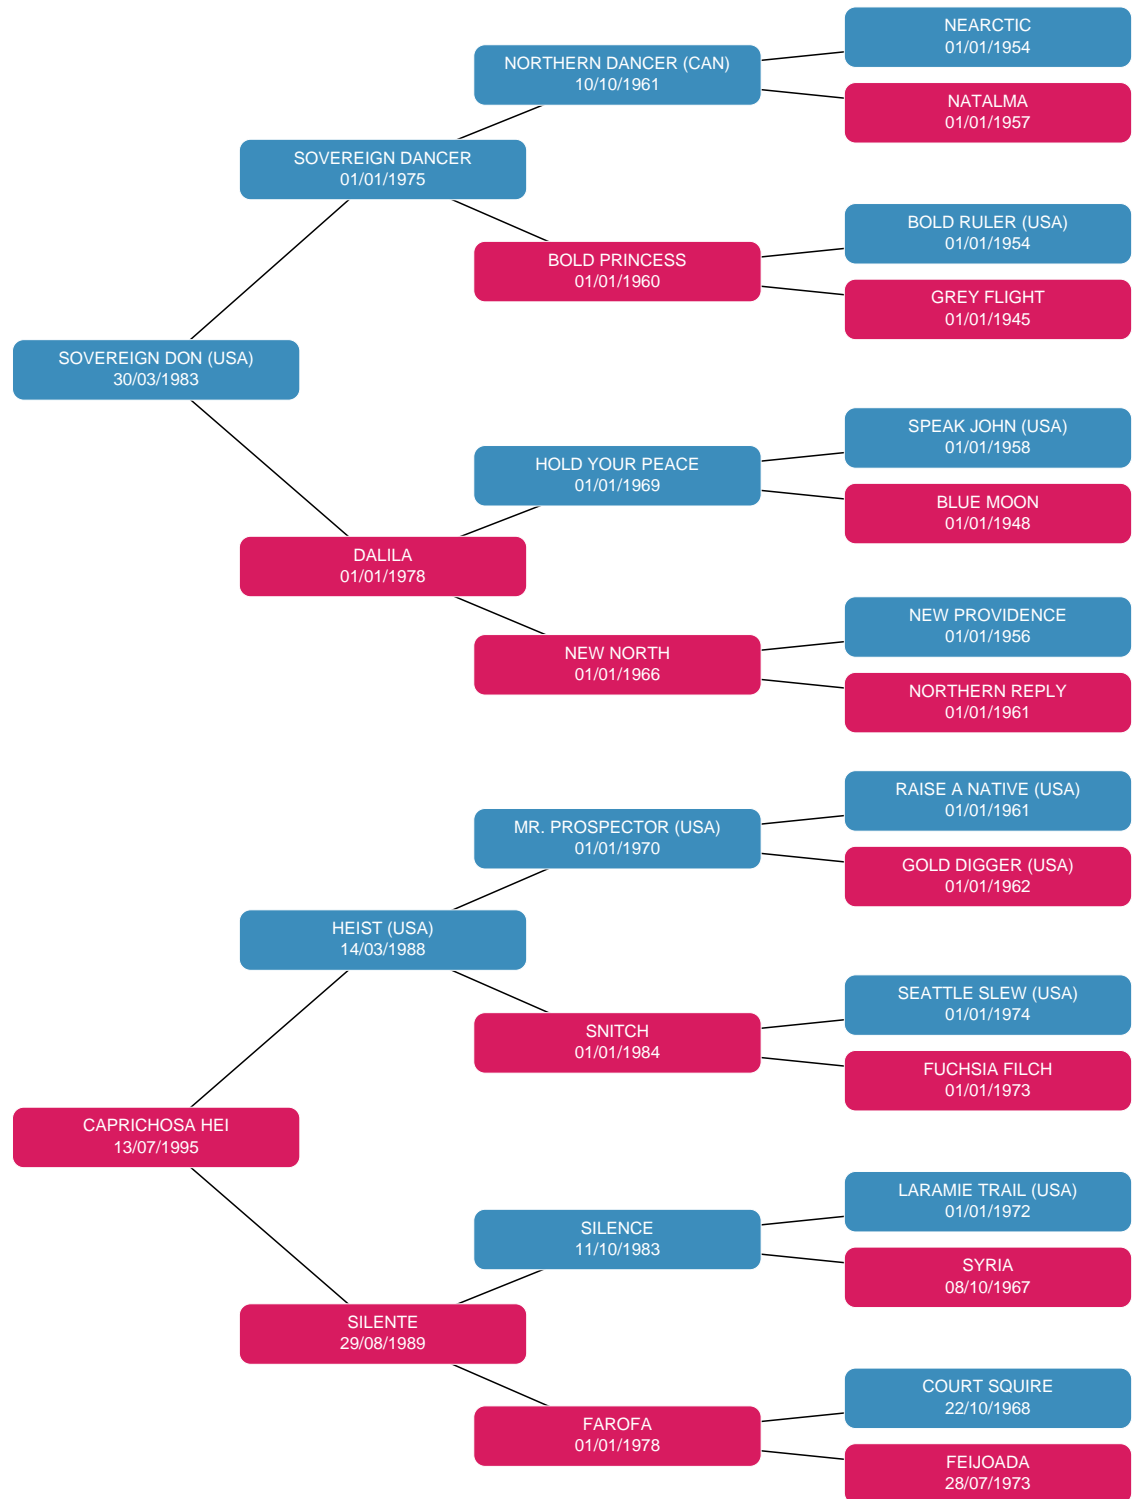 NEARCTIC
01/01/1954
NORTHERN DANCER (CAN)
10/10/1961
NATALMA
01/01/1957
SOVEREIGN DANCER
01/01/1975
BOLD RULER (USA)
01/01/1954
BOLD PRINCESS
01/01/1960
GREY FLIGHT
01/01/1945
SOVEREIGN DON (USA)
30/03/1983
SPEAK JOHN (USA)
01/01/1958
HOLD YOUR PEACE
01/01/1969
BLUE MOON
01/01/1948
DALILA
01/01/1978
NEW PROVIDENCE
01/01/1956
NEW NORTH
01/01/1966
NORTHERN REPLY
01/01/1961
RAISE A NATIVE (USA)
01/01/1961
MR. PROSPECTOR (USA)
01/01/1970
GOLD DIGGER (USA)
01/01/1962
HEIST (USA)
14/03/1988
SEATTLE SLEW (USA)
01/01/1974
SNITCH
01/01/1984
FUCHSIA FILCH
01/01/1973
CAPRICHOSA HEI
13/07/1995
LARAMIE TRAIL (USA)
01/01/1972
SILENCE
11/10/1983
SYRIA
08/10/1967
SILENTE
29/08/1989
COURT SQUIRE
22/10/1968
FAROFA
01/01/1978
FEIJOADA
28/07/1973